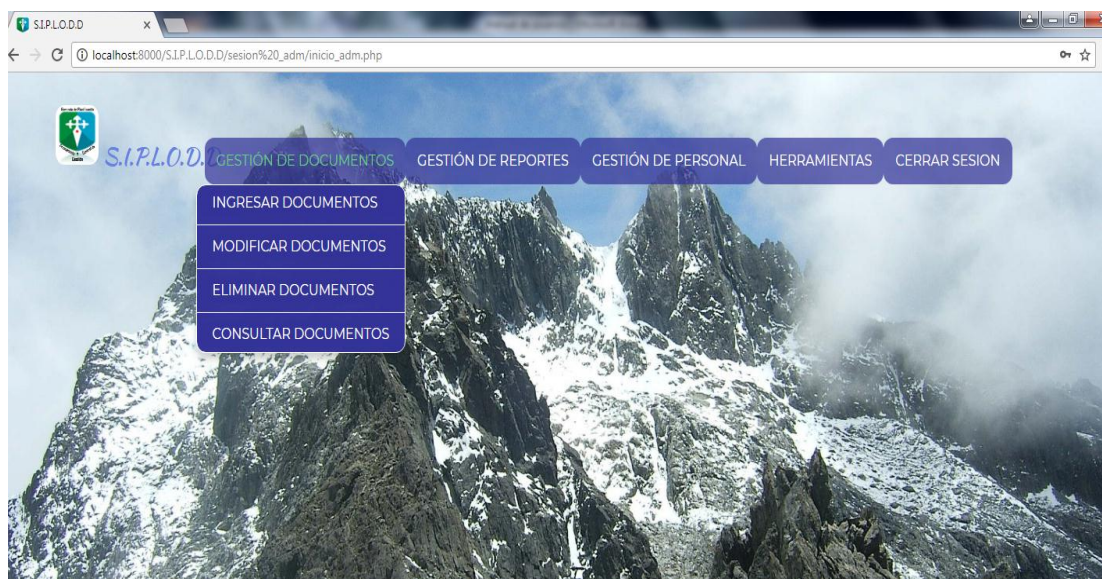 S.I.P.L.O.D.D
localhost:8000/S.I.P.L.O.D.D/sesion%20_adm/inicio_adm.php
S.I.P.L.O.D.D
GESTIÓN DE DOCUMENTOS GESTIÓN DE REPORTES GESTIÓN DE PERSONAL HERRAMIENTAS CERRAR SESION
INGRESAR DOCUMENTOS
MODIFICAR DOCUMENTOS
ELIMINAR DOCUMENTOS
CONSULTAR DOCUMENTOS